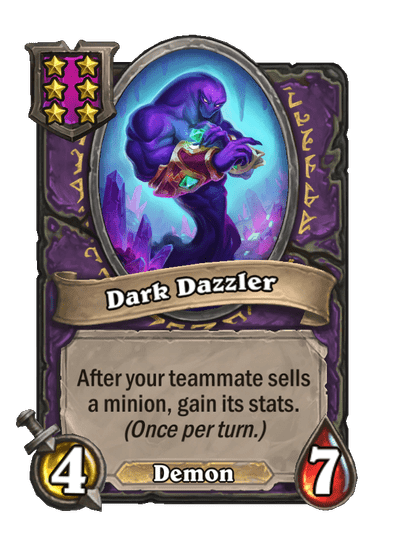 Dark Dazzler
After your teammate sells
a minion, gain its stats.
(Once per turn.)
4
Demon
7